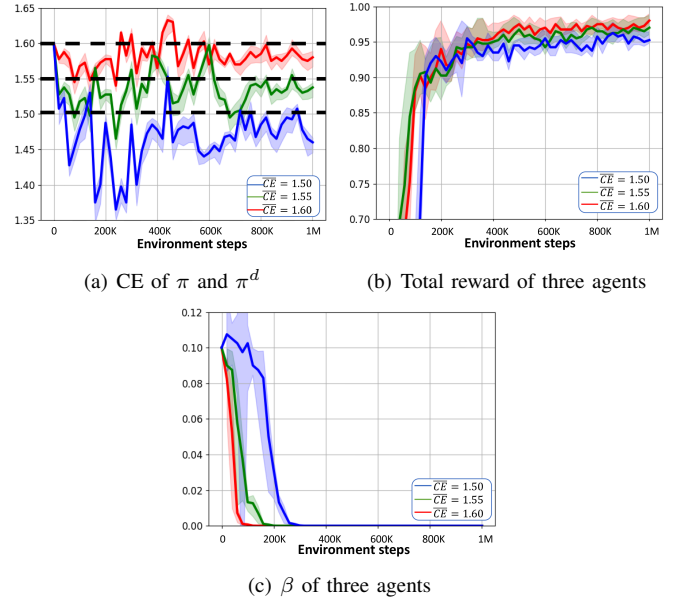 1.65
1.60
1.55
1.50
1.45
1.40
1.35
0 200K 400K 600K 800K 1M
Environment steps
CE = 1.50
CE = 1.55
CE = 1.60
(a) CE of π and π^d
1.00
0.95
0.90
0.85
0.80
0.75
0.70
0 200K 400K 600K 800K 1M
Environment steps
CE = 1.50
CE = 1.55
CE = 1.60
(b) Total reward of three agents
0.12
0.10
0.08
0.06
0.04
0.02
0.00
0 200K 400K 600K 800K 1M
Environment steps
CE = 1.50
CE = 1.55
CE = 1.60
(c) β of three agents